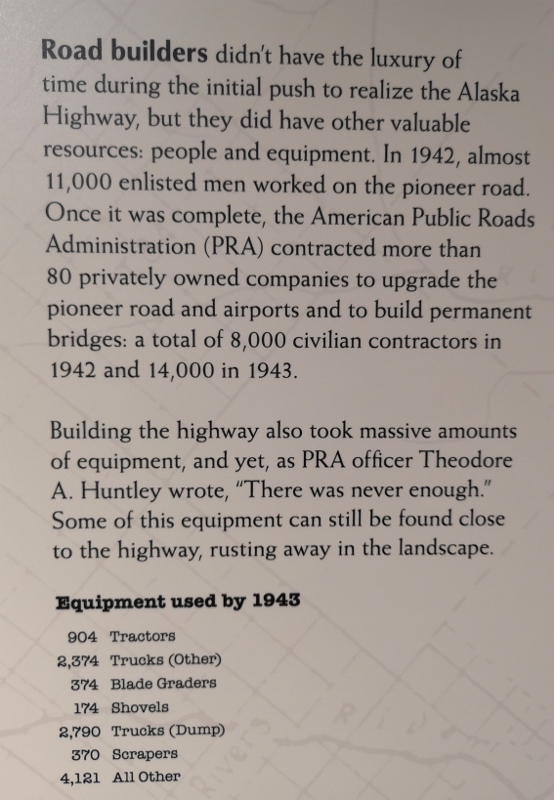 Road builders didn't have the luxury of
time during the initial push to realize the Alaska
Highway, but they did have other valuable
resources: people and equipment. In 1942, almost
11,000 enlisted men worked on the pioneer road.
Once it was complete, the American Public Roads
Administration (PRA) contracted more than
80 privately owned companies to upgrade the
pioneer road and airports and to build permanent
bridges: a total of 8,000 civilian contractors in
1942 and 14,000 in 1943.
Building the highway also took massive amounts
of equipment, and yet, as PRA officer Theodore
A. Huntley wrote, “There was never enough.”
Some of this equipment can still be found close
to the highway, rusting away in the landscape.
Equipment used by 1943
904 Tractors
2,374 Trucks (Other)
374 Blade Graders
174 Shovels
2,790 Trucks (Dump)
370 Scrapers
4,121 All Other
Rivers